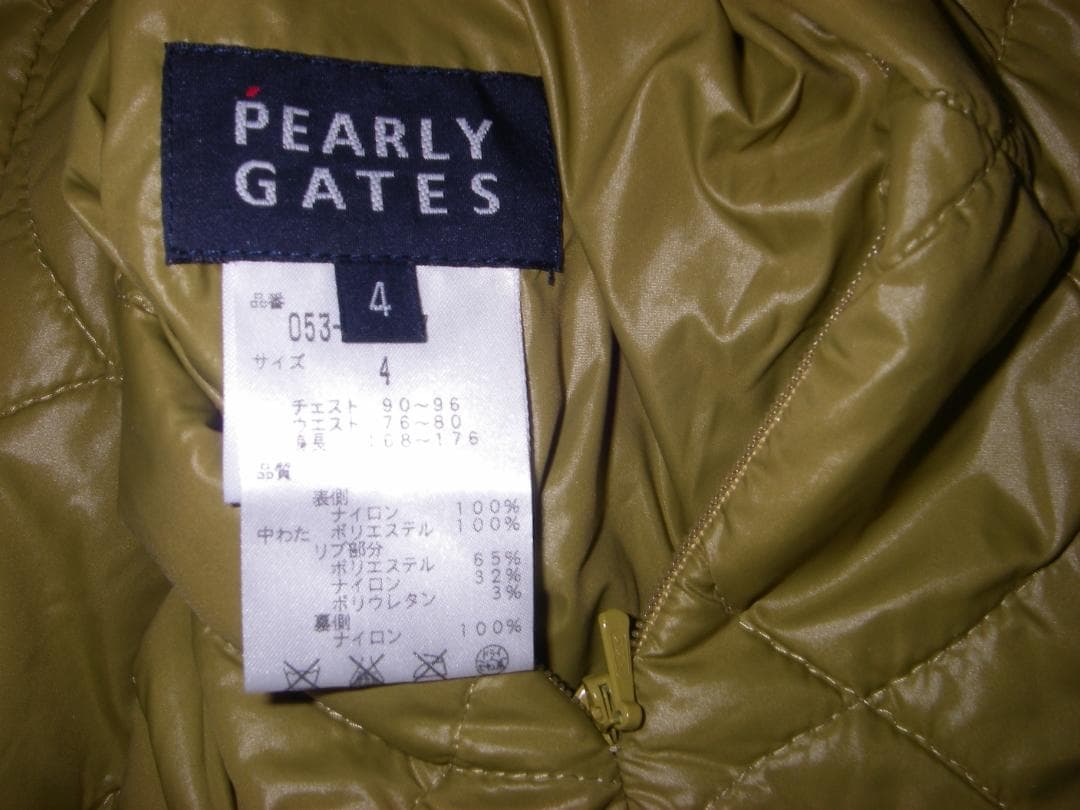 PEARLY
GATES
4
品番
053-
サイズ
4
チェスト 90～96
ウエスト 76～80
身長 168～176
品質
表側
ナイロン 100%
中わた ポリエステル 100%
リブ部分
ポリエステル 65%
ナイロン 32%
ポリウレタン 3%
裏側
ナイロン 100%
ドライ